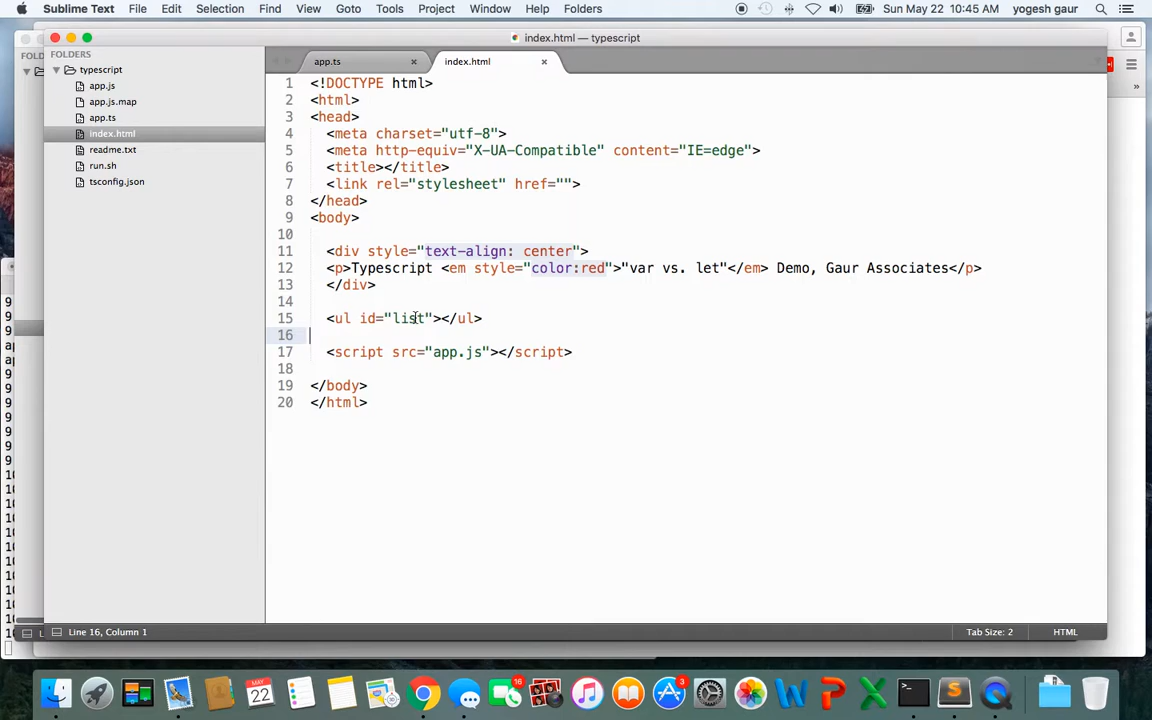 Sublime Text File Edit Selection Find View Goto Tools Project Window Help Folders Sun May 22 10:45 AM yogesh gaur
index.html — typescript
FOLDERS
typescript
app.js
app.js.map
app.ts
index.html
readme.txt
run.sh
tsconfig.json
app.ts × index.html ×
1 <!DOCTYPE html>
2 <html>
3 <head>
4 <meta charset="utf-8">
5 <meta http-equiv="X-UA-Compatible" content="IE=edge">
6 <title></title>
7 <link rel="stylesheet" href="">
8 </head>
9 <body>
10
11 <div style="text-align: center">
12 <p>Typescript <em style="color:red">"var vs. let"</em> Demo, Gaur Associates</p>
13 </div>
14
15 <ul id="list"></ul>
16
17 <script src="app.js"></script>
18
19 </body>
20 </html>
Line 16, Column 1 Tab Size: 2 HTML
MAY
22
16
3